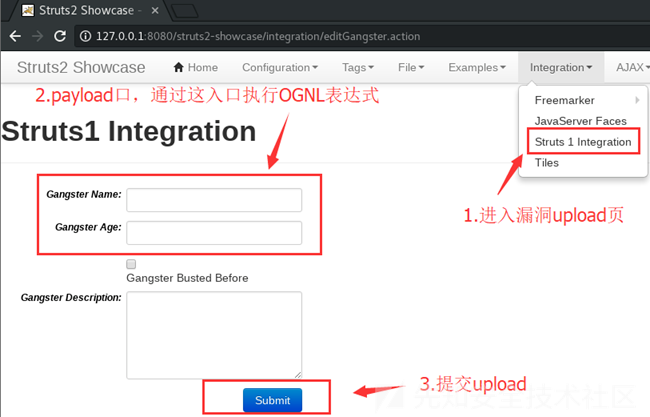 Struts2 Showcase -
127.0.0.1:8080/struts2-showcase/integration/editGangster.action
Struts2 Showcase Home Configuration Tags File Examples Integration AJAX
2.payload口，通过这入口执行OGNL表达式
Freemarker
JavaServer Faces
Struts 1 Integration
Tiles
Struts1 Integration
1.进入漏洞upload页
Gangster Name:
Gangster Age:
Gangster Busted Before
Gangster Description:
3.提交upload
Submit
先知安全技术社区